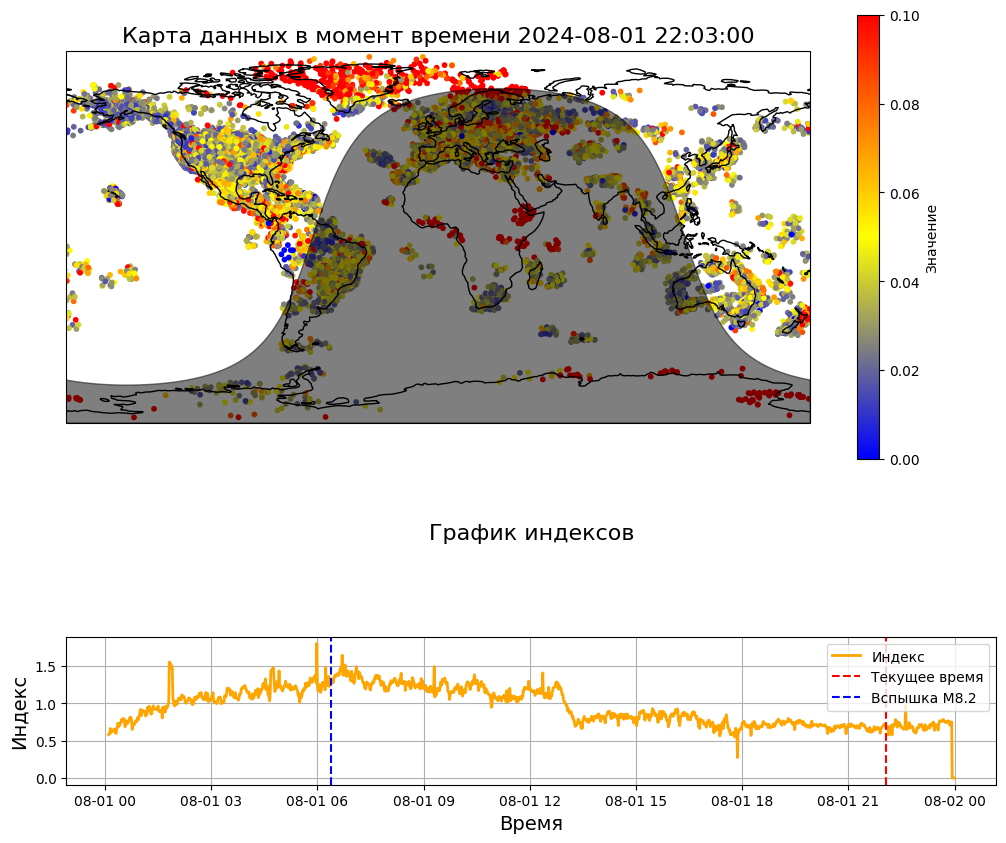 Карта данных в момент времени 2024-08-01 22:03:00
0.10
0.08
0.06
0.04
0.02
0.00
Значение
График индексов
Индекс
1.5
1.0
0.5
0.0
Индекс
Текущее время
Вспышка M8.2
08-01 00
08-01 03
08-01 06
08-01 09
08-01 12
08-01 15
08-01 18
08-01 21
08-02 00
Время